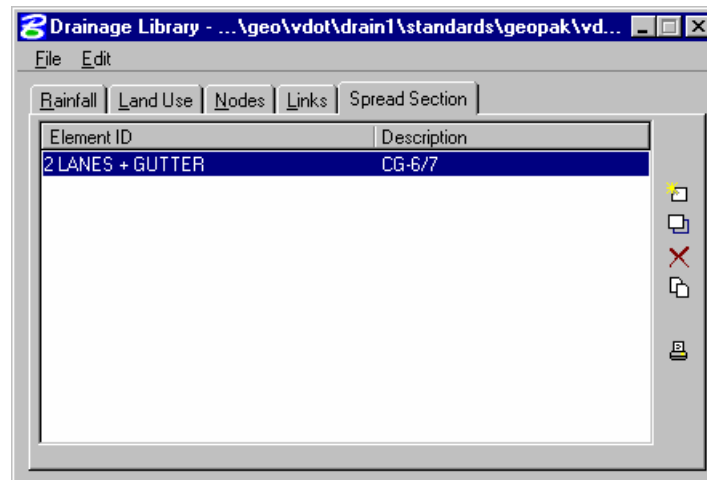 Drainage Library - ...\geo\vdot\drain1\standards\geopak\vd...
File Edit
Rainfall Land Use Nodes Links Spread Section
Element ID Description
2 LANES + GUTTER CG-6/7